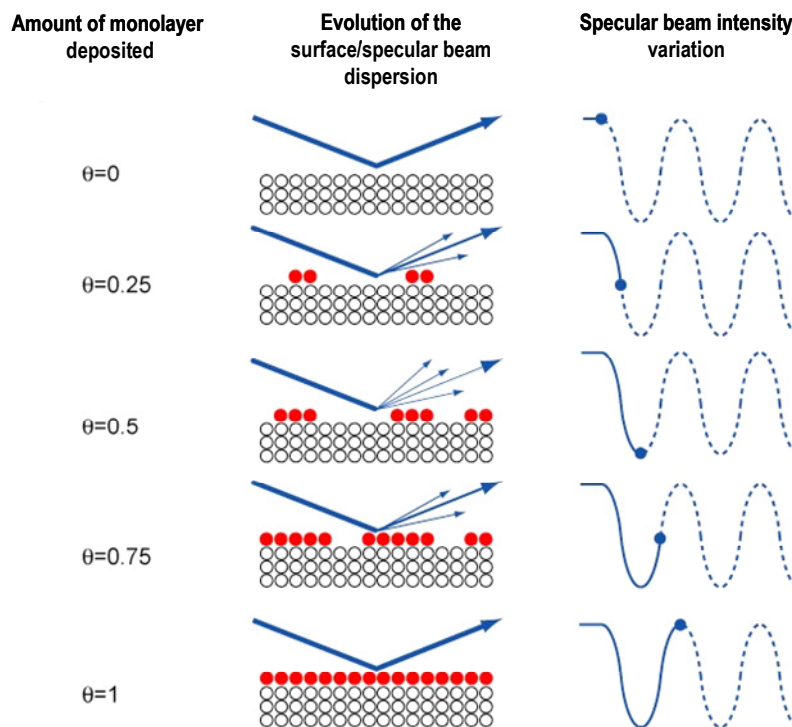 Amount of monolayer
deposited
Evolution of the
surface/specular beam
dispersion
Specular beam intensity
variation
θ=0
θ=0.25
θ=0.5
θ=0.75
θ=1